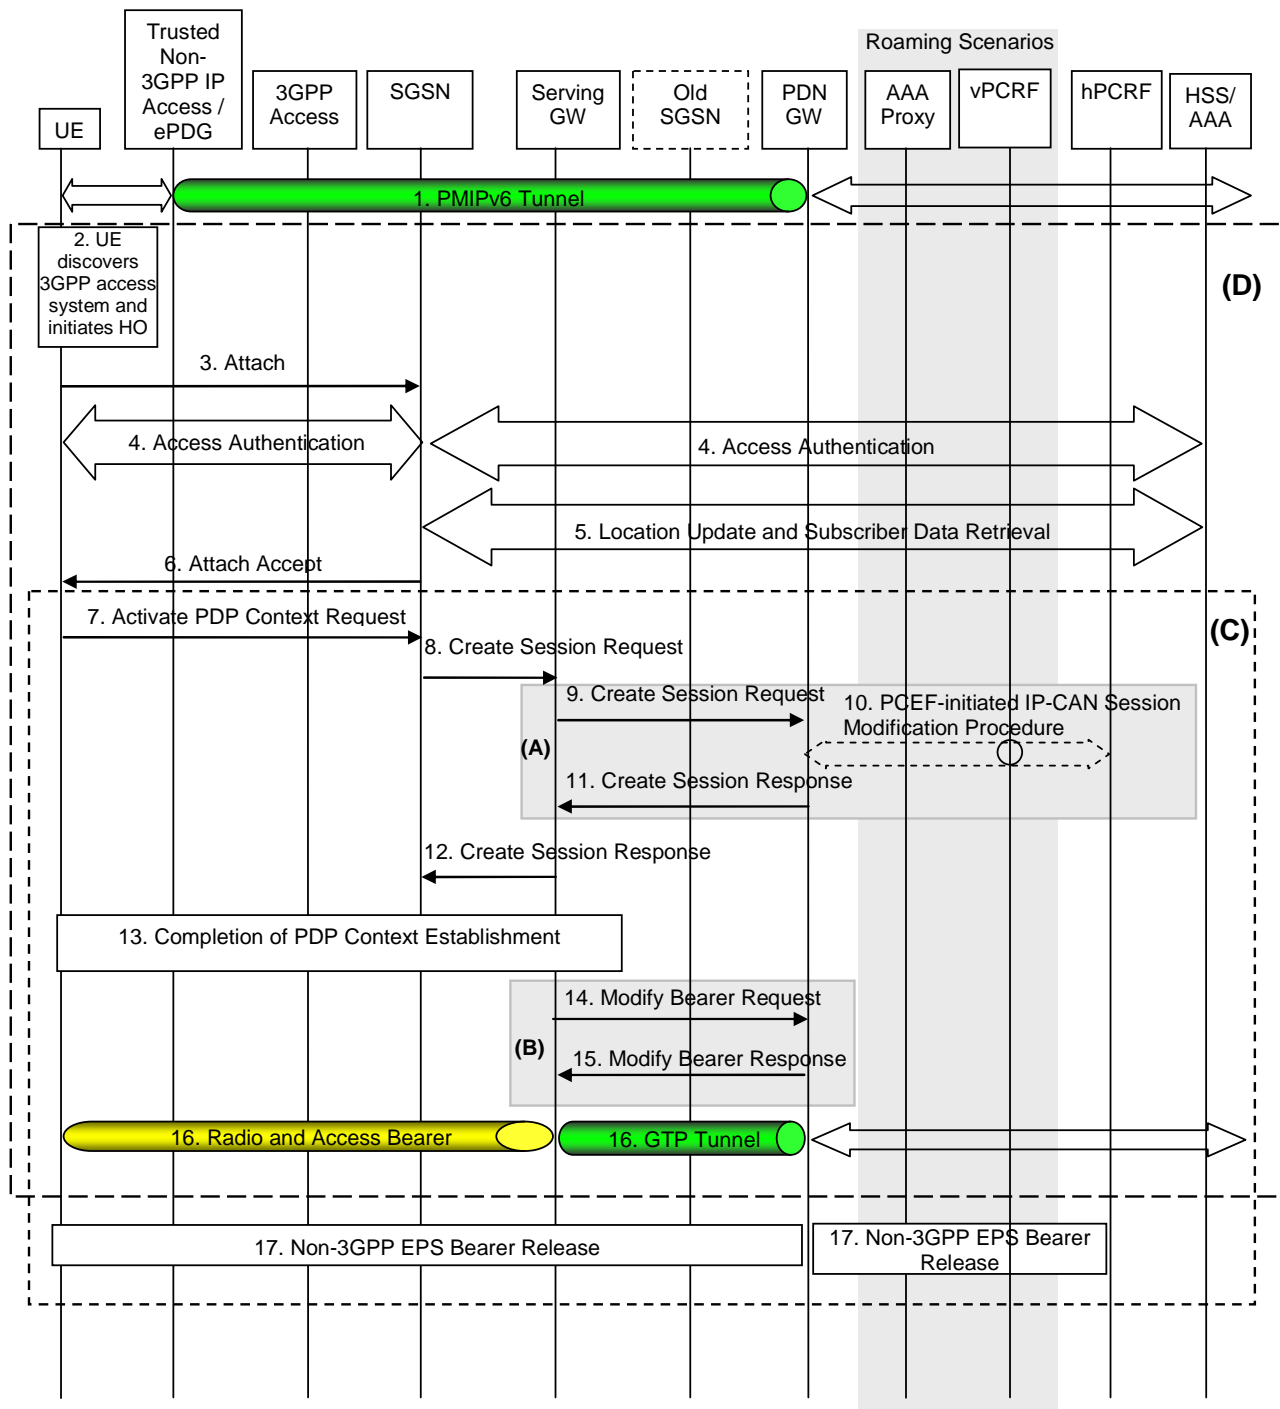 Roaming Scenarios
UE
Trusted
Non-
3GPP IP
Access /
ePDG
3GPP
Access
SGSN
Serving
GW
Old
SGSN
PDN
GW
AAA
Proxy
vPCRF
hPCRF
HSS/
AAA
1. PMIPv6 Tunnel
2. UE
discovers
3GPP access
system and
initiates HO
(D)
3. Attach
4. Access Authentication
4. Access Authentication
5. Location Update and Subscriber Data Retrieval
6. Attach Accept
7. Activate PDP Context Request
(C)
8. Create Session Request
9. Create Session Request
10. PCEF-initiated IP-CAN Session
Modification Procedure
(A)
11. Create Session Response
12. Create Session Response
13. Completion of PDP Context Establishment
14. Modify Bearer Request
(B)
15. Modify Bearer Response
16. Radio and Access Bearer
16. GTP Tunnel
17. Non-3GPP EPS Bearer Release
17. Non-3GPP EPS Bearer
Release